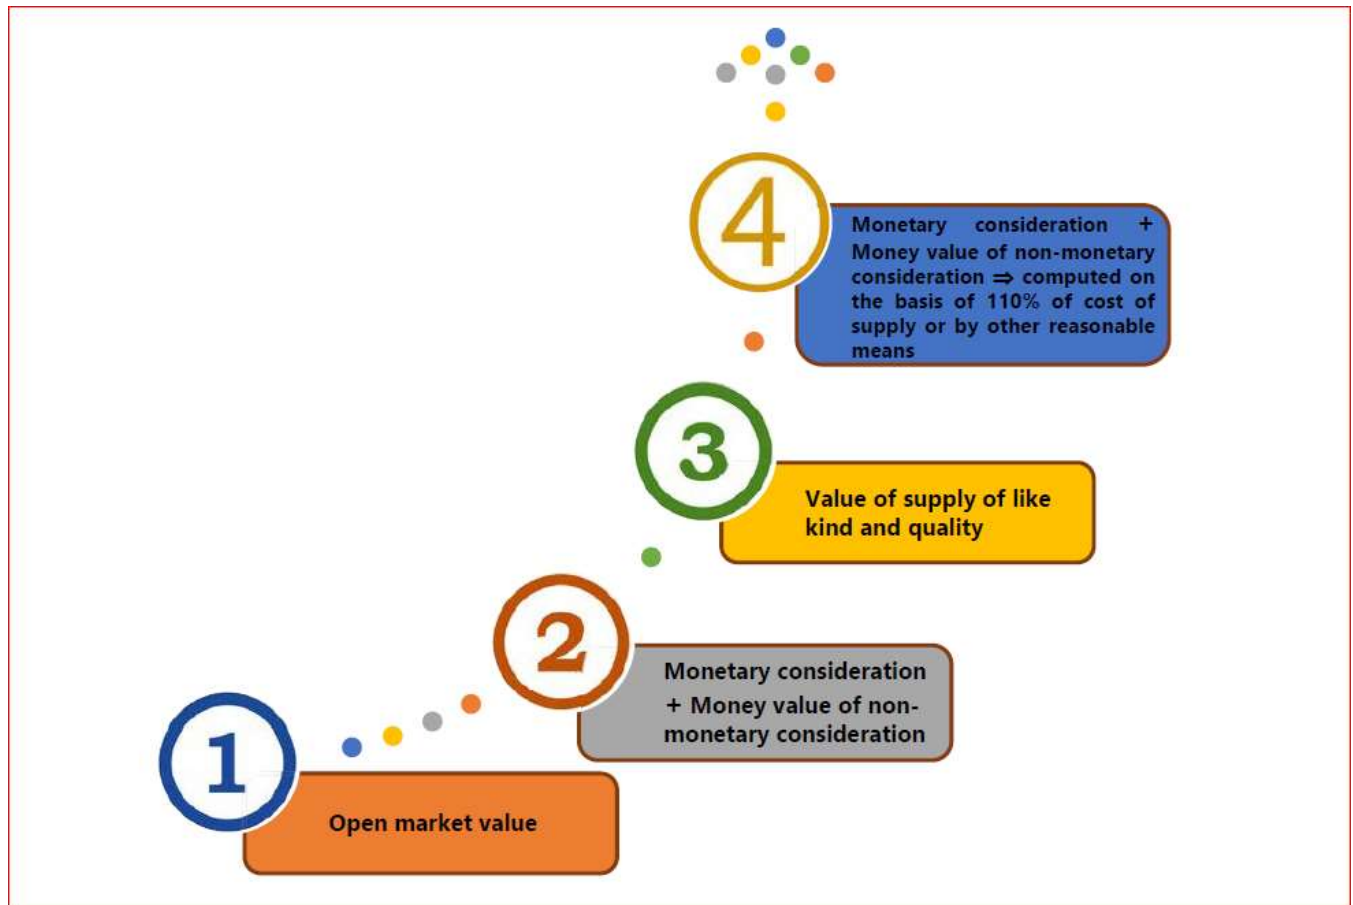 1
Open market value
2
Monetary consideration
+ Money value of non-
monetary consideration
3
Value of supply of like
kind and quality
4
Monetary consideration +
Money value of non-monetary
consideration ⇒ computed on
the basis of 110% of cost of
supply or by other reasonable
means